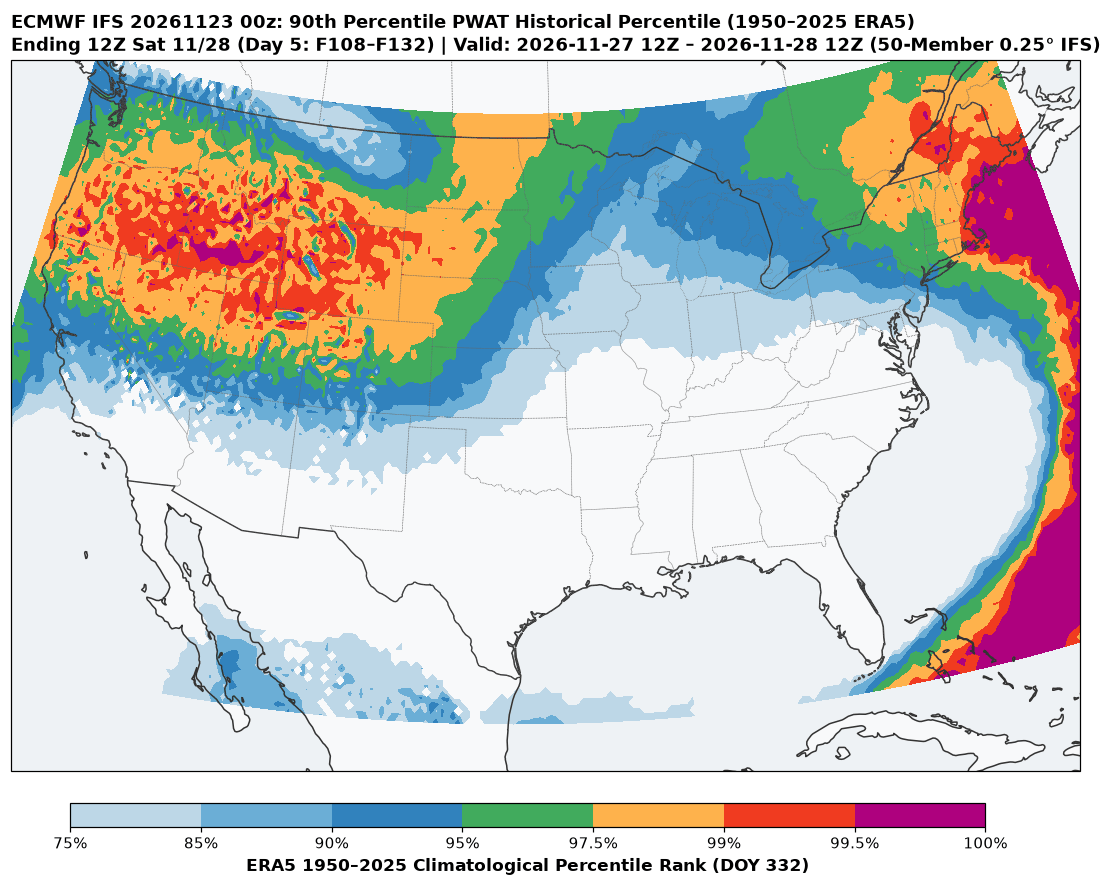 ECMWF IFS 20261123 00z: 90th Percentile PWAT Historical Percentile (1950–2025 ERA5)
Ending 12Z Sat 11/28 (Day 5: F108–F132) | Valid: 2026-11-27 12Z – 2026-11-28 12Z (50-Member 0.25° IFS)
75% 85% 90% 95% 97.5% 99% 99.5% 100%
ERA5 1950–2025 Climatological Percentile Rank (DOY 332)